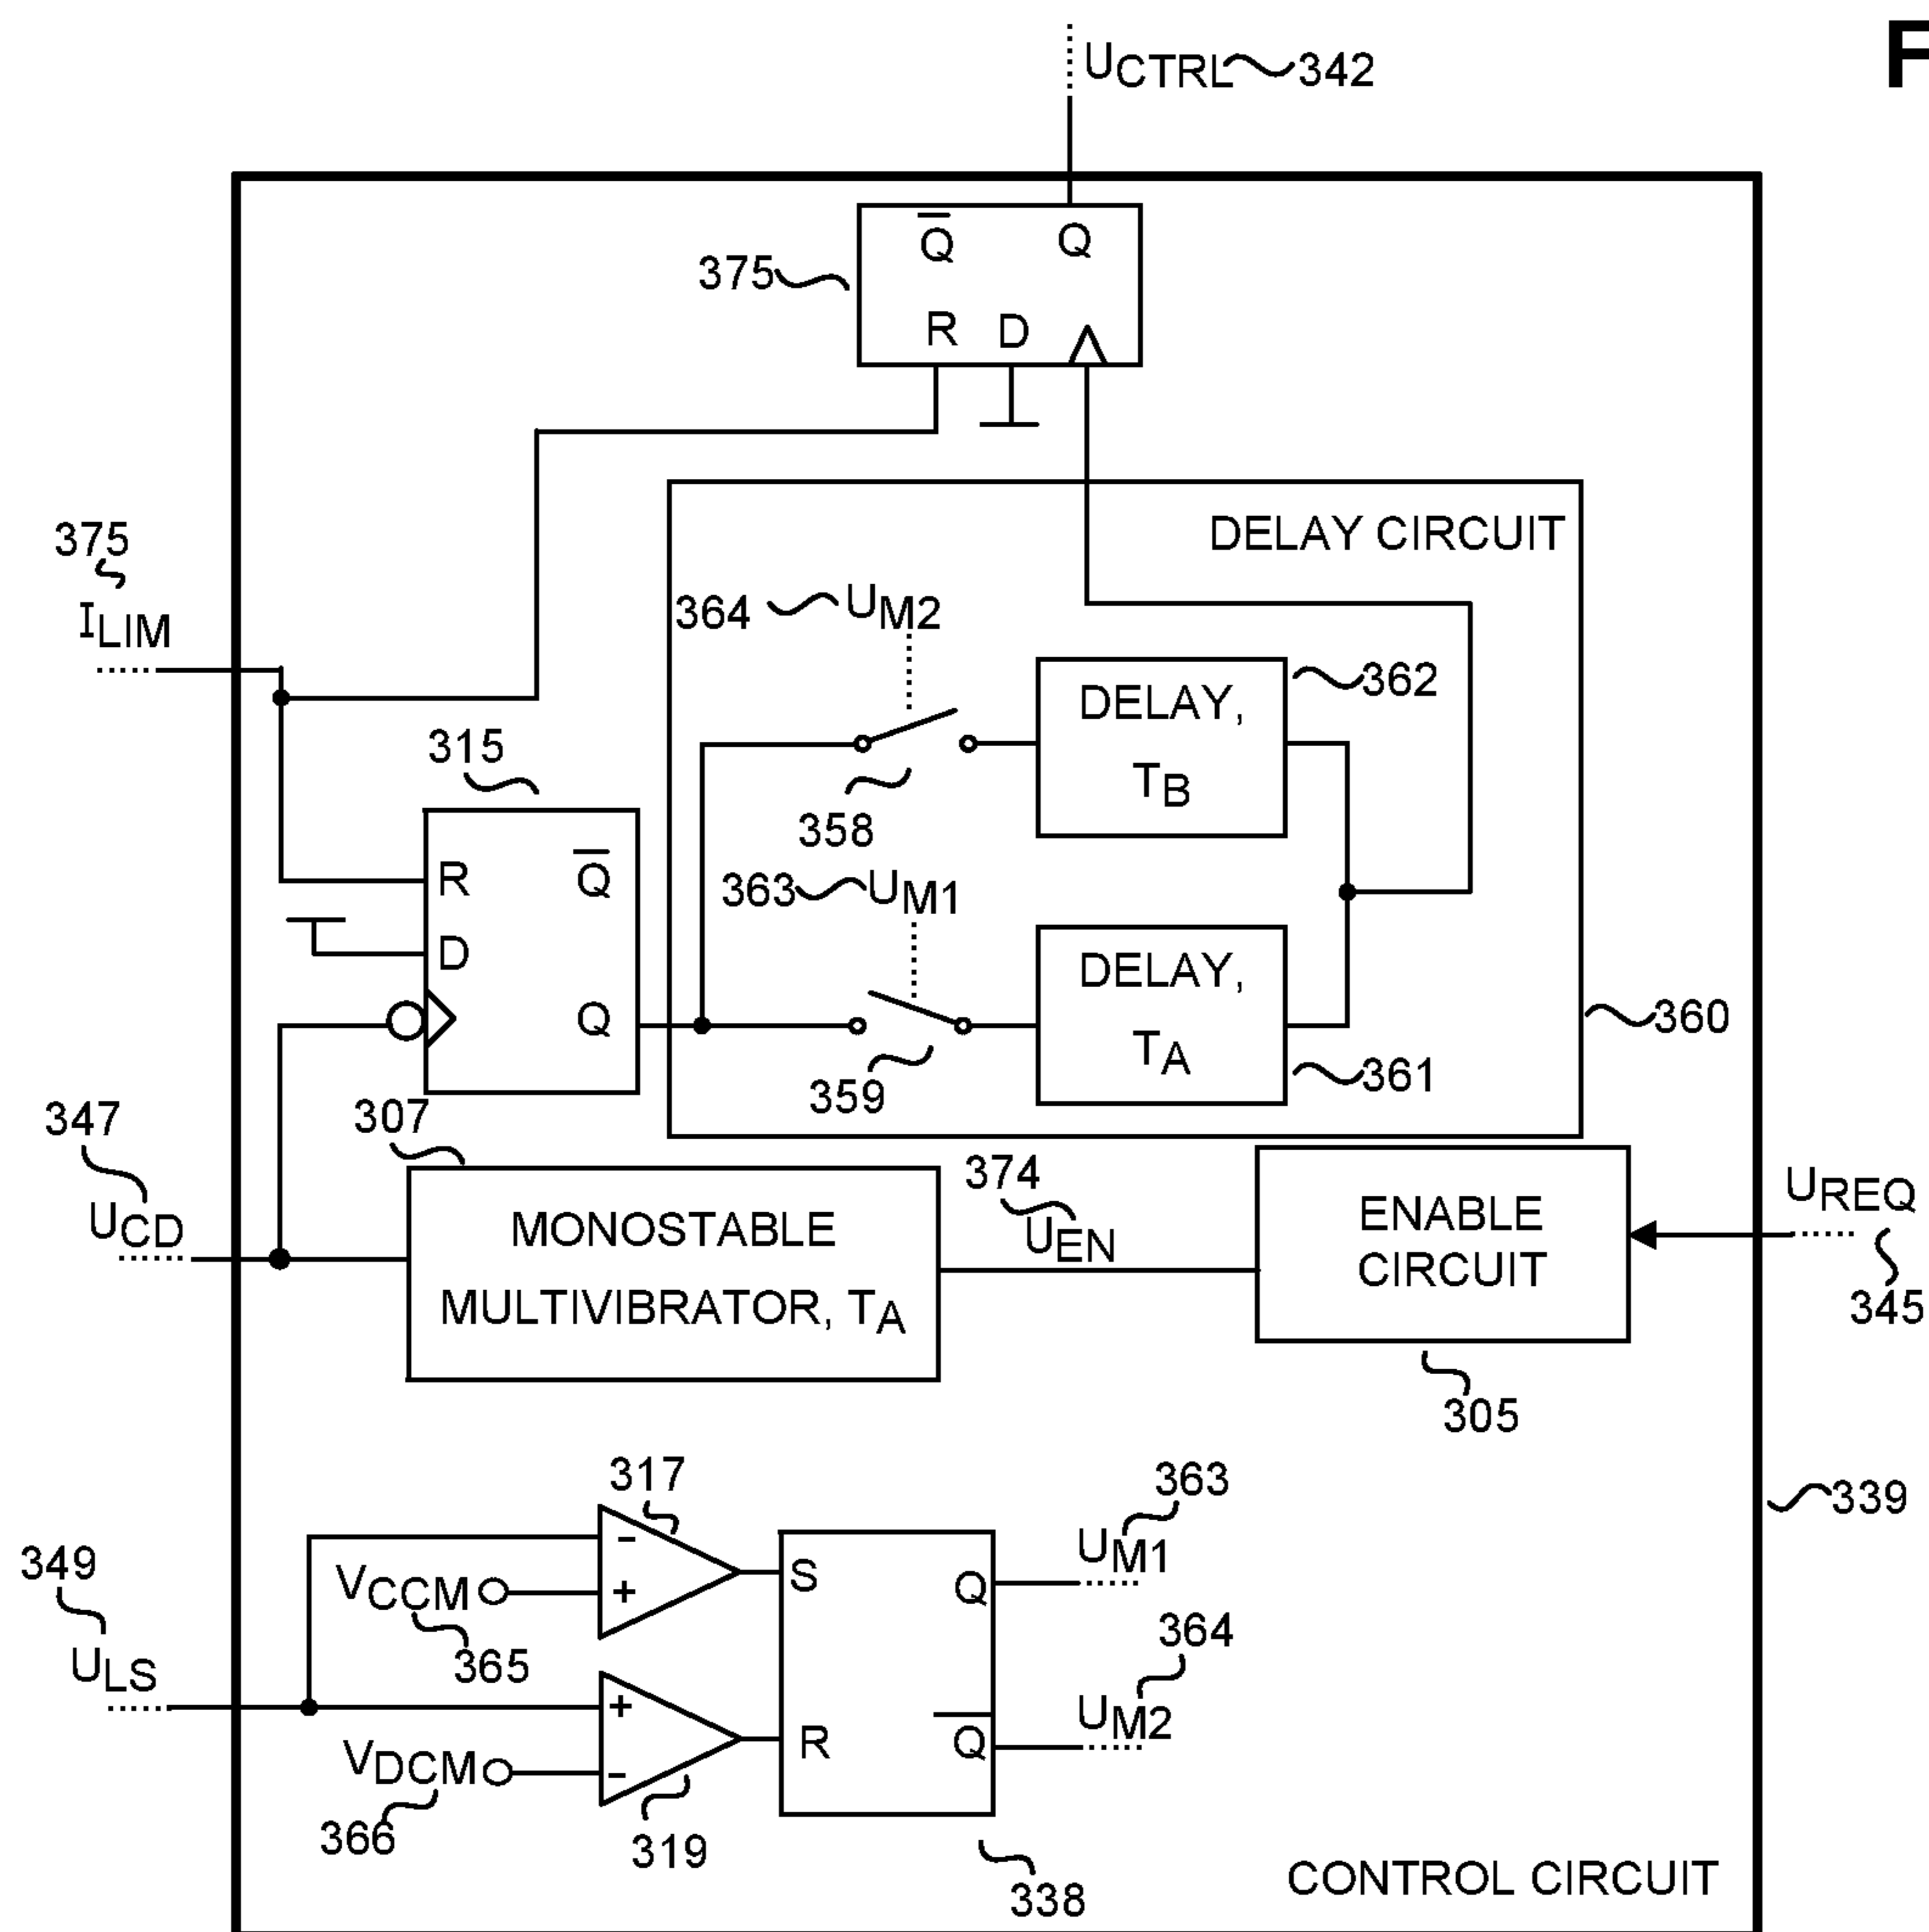 F
UCTRL 342
Q Q
375
R D
375
ILIM
DELAY CIRCUIT
364 UM2
362
DELAY,
TB
358
315
R Q
D
Q
363 UM1
DELAY,
TA
359
361
360
347
UCD
307
MONOSTABLE
MULTIVIBRATOR, TA
374
UEN
ENABLE
CIRCUIT
305
UREQ
345
317
-
+
VCCM
365
349
ULS
+
-
VDCM
366
319
S
R
Q
Q
338
363
UM1
364
UM2
339
CONTROL CIRCUIT